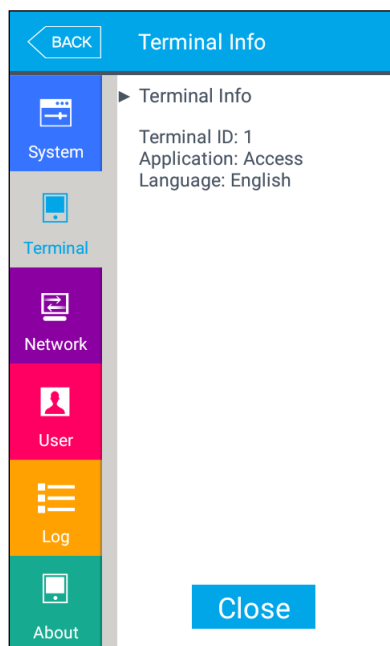 BACK
Terminal Info
System
Terminal
Network
User
Log
About
► Terminal Info
Terminal ID: 1
Application: Access
Language: English
Close